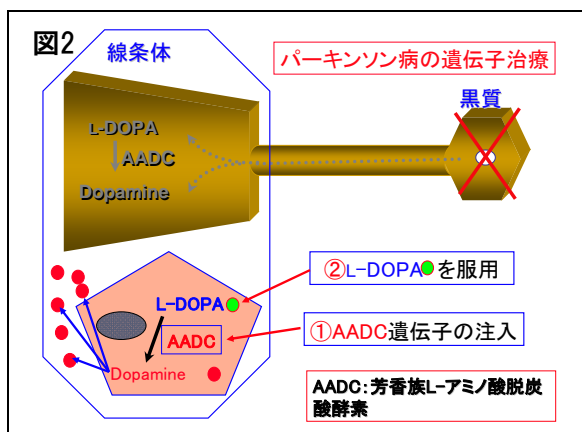 図2
線条体
パーキンソン病の遺伝子治療
黒質
L-DOPA
AADC
Dopamine
②L-DOPA を服用
L-DOPA
①AADC遺伝子の注入
AADC
Dopamine
AADC:芳香族L-アミノ酸脱炭
酸酵素